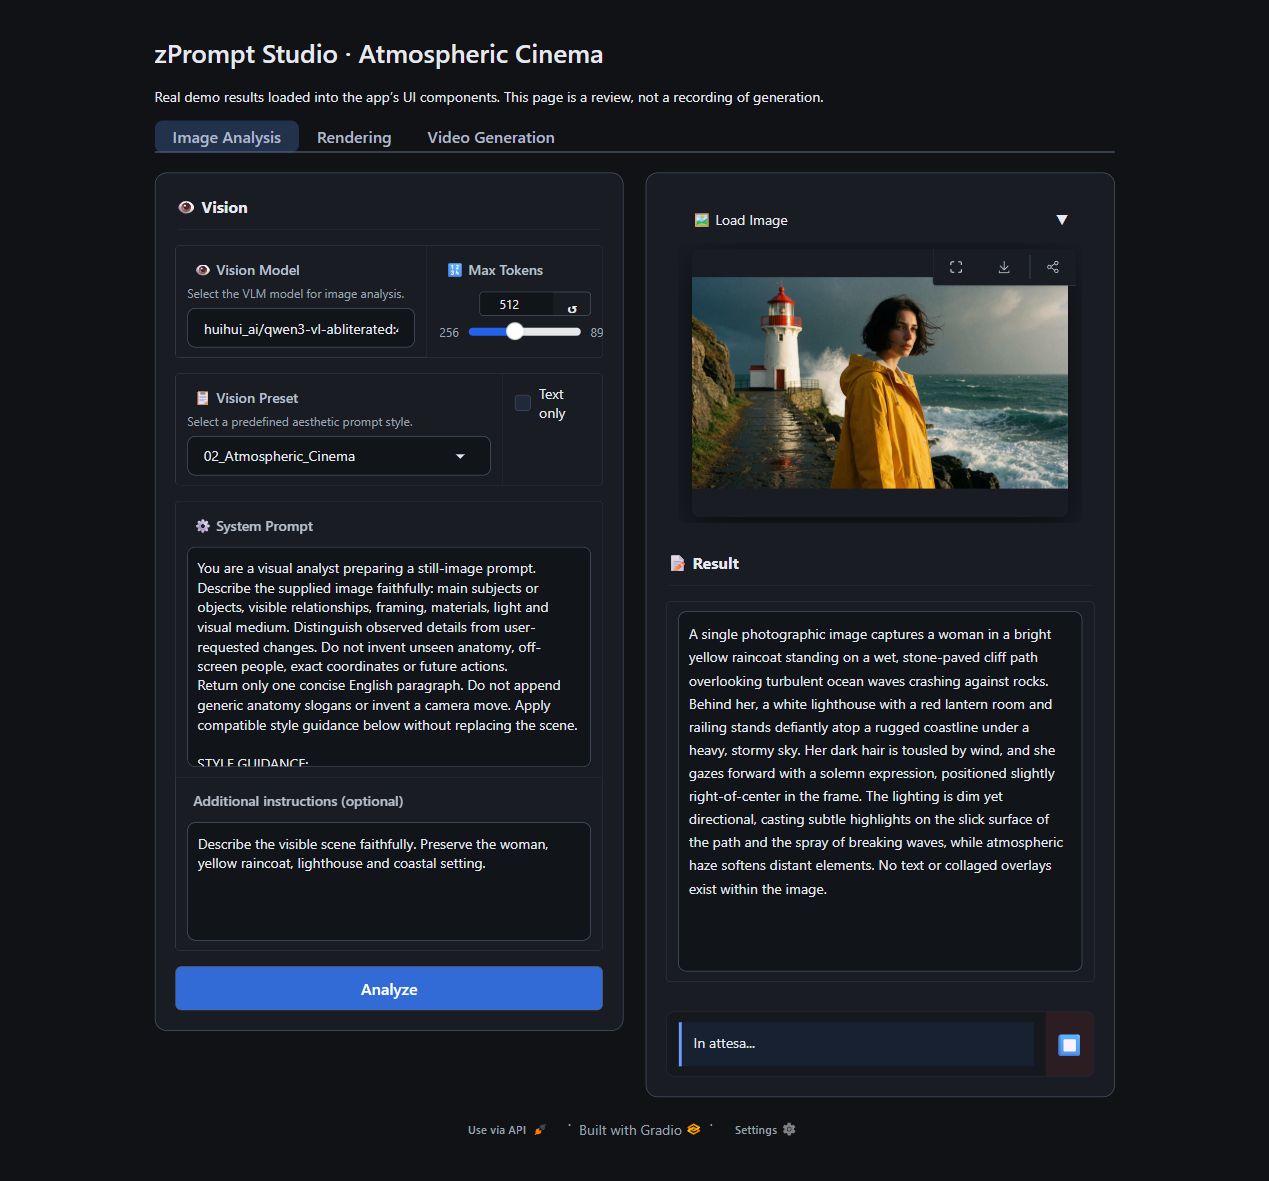 zPrompt Studio · Atmospheric Cinema
Real demo results loaded into the app's UI components. This page is a review, not a recording of generation.
Image Analysis
Rendering
Video Generation
Vision
Vision Model
Select the VLM model for image analysis.
huihui_ai/qwen3-vl-abliterated:
Max Tokens
512
256
89
Vision Preset
Select a predefined aesthetic prompt style.
02_Atmospheric_Cinema
Text
only
System Prompt
You are a visual analyst preparing a still-image prompt.
Describe the supplied image faithfully: main subjects or
objects, visible relationships, framing, materials, light and
visual medium. Distinguish observed details from user-
requested changes. Do not invent unseen anatomy, off-
screen people, exact coordinates or future actions.
Return only one concise English paragraph. Do not append
generic anatomy slogans or invent a camera move. Apply
compatible style guidance below without replacing the scene.
STYLE GUIDANCE:
Additional instructions (optional)
Describe the visible scene faithfully. Preserve the woman,
yellow raincoat, lighthouse and coastal setting.
Analyze
Load Image
Result
A single photographic image captures a woman in a bright
yellow raincoat standing on a wet, stone-paved cliff path
overlooking turbulent ocean waves crashing against rocks.
Behind her, a white lighthouse with a red lantern room and
railing stands defiantly atop a rugged coastline under a
heavy, stormy sky. Her dark hair is tousled by wind, and she
gazes forward with a solemn expression, positioned slightly
right-of-center in the frame. The lighting is dim yet
directional, casting subtle highlights on the slick surface of
the path and the spray of breaking waves, while atmospheric
haze softens distant elements. No text or collaged overlays
exist within the image.
In attesa...
Use via API
·
Built with Gradio
·
Settings